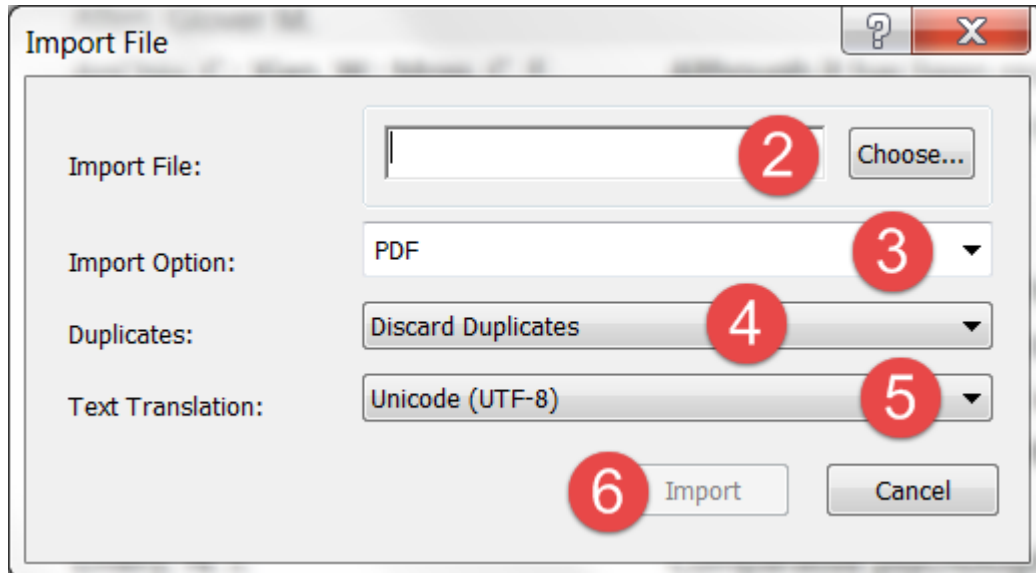 Import File
Import File: 2 Choose...
Import Option: PDF 3
Duplicates: Discard Duplicates 4
Text Translation: Unicode (UTF-8) 5
6 Import Cancel